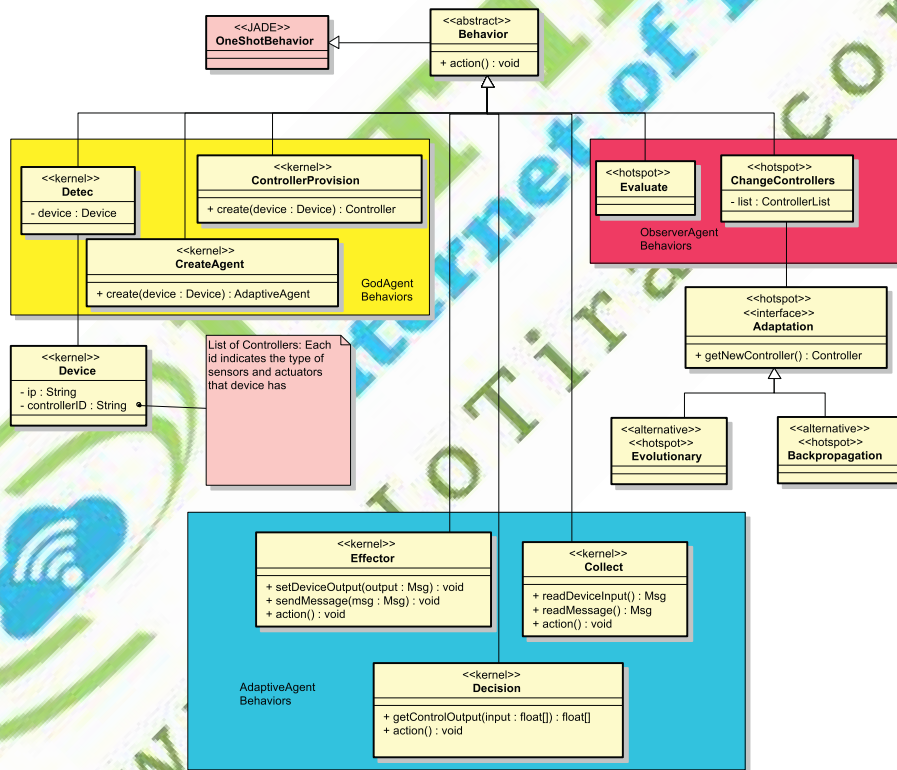 <<JADE>>
OneShotBehavior
<<abstract>>
Behavior
+ action() : void
<<kernel>>
Detec
- device : Device
<<kernel>>
ControllerProvision
+ create(device : Device) : Controller
<<kernel>>
CreateAgent
+ create(device : Device) : AdaptiveAgent
GodAgent
Behaviors
<<hotspot>>
Evaluate
<<hotspot>>
ChangeControllers
- list : ControllerList
ObserverAgent
Behaviors
<<hotspot>>
<<interface>>
Adaptation
+ getNewController() : Controller
<<kernel>>
Device
- ip : String
- controllerID : String
List of Controllers: Each
id indicates the type of
sensors and actuators
that device has
<<alternative>>
<<hotspot>>
Evolutionary
<<alternative>>
<<hotspot>>
Backpropagation
<<kernel>>
Effector
+ setDeviceOutput(output : Msg) : void
+ sendMessage(msg : Msg) : void
+ action() : void
<<kernel>>
Collect
+ readDeviceInput() : Msg
+ readMessage() : Msg
+ action() : void
AdaptiveAgent
Behaviors
<<kernel>>
Decision
+ getControlOutput(input : float[]) : float[]
+ action() : void